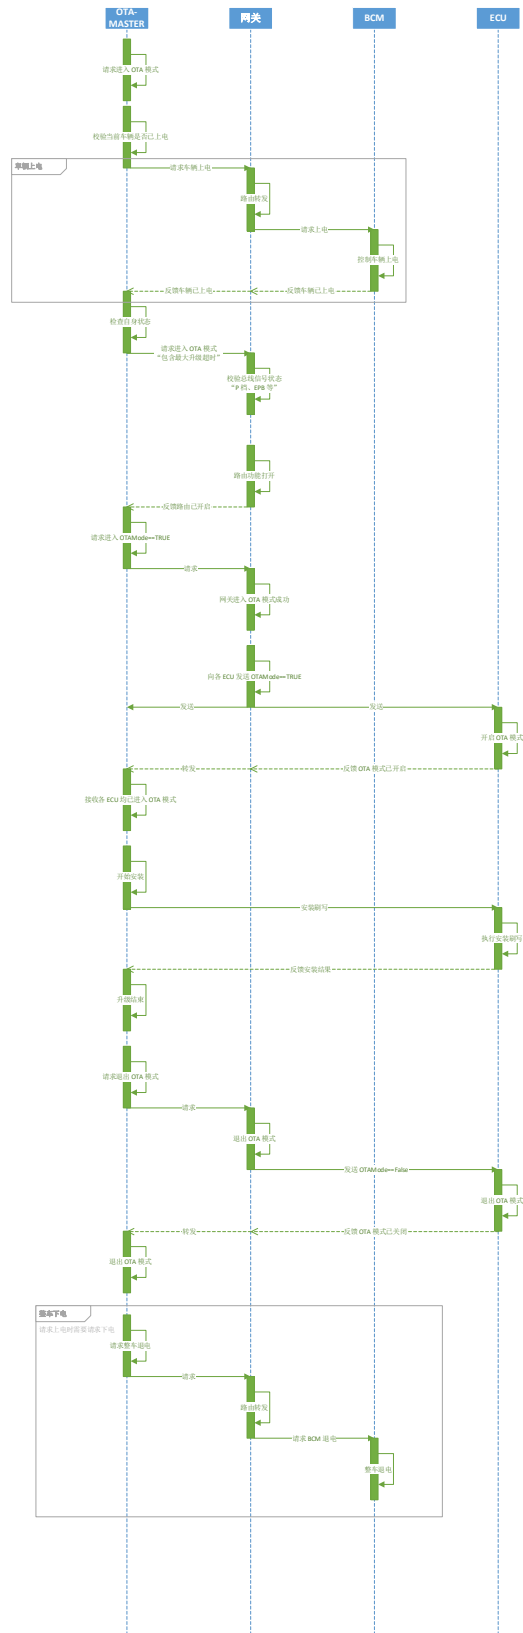 OTA-
MASTER
网关
BCM
ECU
请求进入 OTA 模式
校验当前车辆是否已上电
车辆上电
请求车辆上电
路由转发
请求上电
控制车辆上电
反馈车辆已上电
反馈车辆已上电
检查自身状态
请求进入 OTA 模式
“包含最大升级超时”
校验总线信号状态
“P 档、EPB 等”
路由功能打开
反馈路由已开启
请求进入 OTAMode==TRUE
请求
网关进入 OTA 模式成功
向各 ECU 发送 OTAMode==TRUE
发送
发送
开启 OTA 模式
转发
反馈 OTA 模式已开启
接收各 ECU 均已进入 OTA 模式
开始安装
安装刷写
执行安装刷写
反馈安装结果
升级结束
请求退出 OTA 模式
请求
退出 OTA 模式
发送 OTAMode==False
退出 OTA 模式
转发
反馈 OTA 模式已关闭
退出 OTA 模式
整车下电
请求上电时需要请求下电
请求整车退电
请求
路由转发
请求 BCM 退电
整车退电